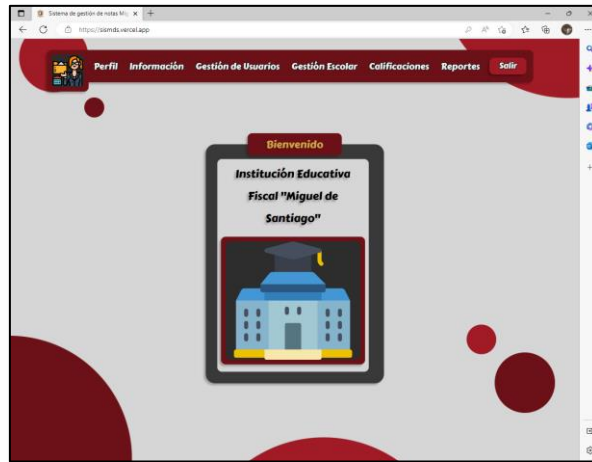 Sistema de gestión de notas Mig
https://sismds.vercel.app
Perfil Información Gestión de Usuarios Gestión Escolar Calificaciones Reportes Salir
Bienvenido
Institución Educativa
Fiscal "Miguel de
Santiago"